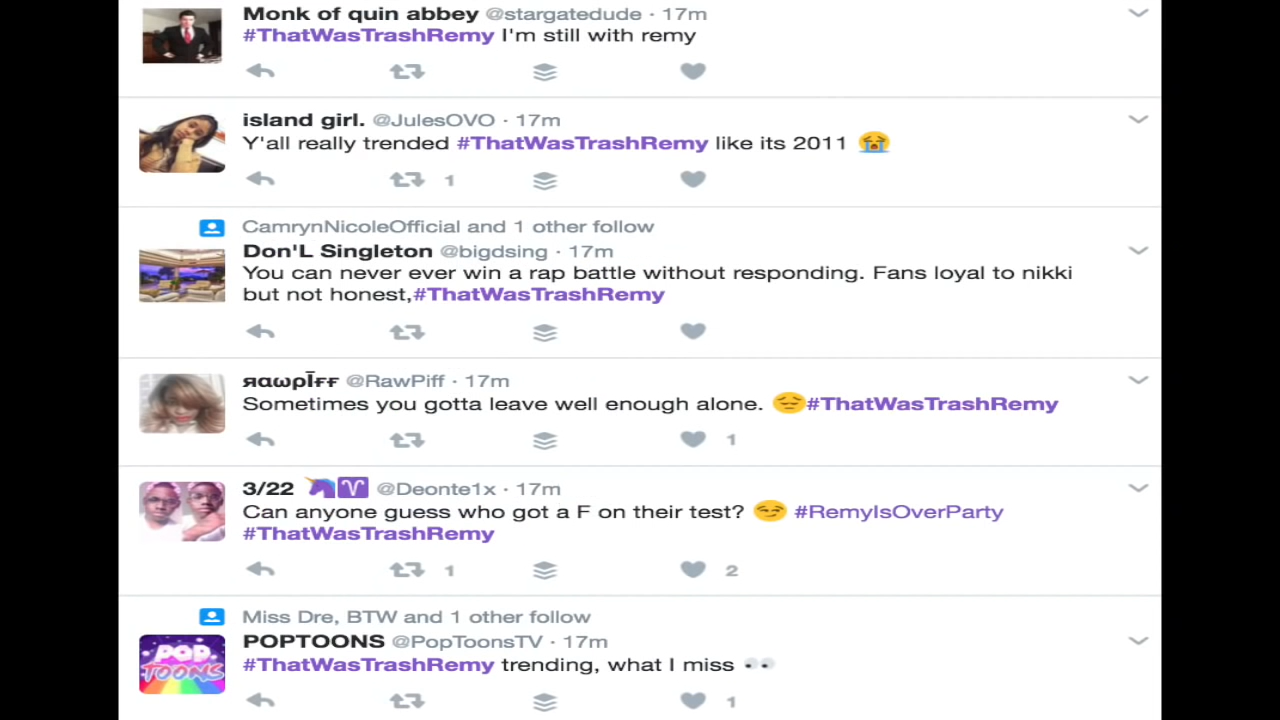 Monk of quin abbey @stargatedude · 17m
#ThatWasTrashRemy I'm still with remy
island girl. @JulesOVO · 17m
Y'all really trended #ThatWasTrashRemy like its 2011 😭
1
CamrynNicoleOfficial and 1 other follow
Don'L Singleton @bigdsing · 17m
You can never ever win a rap battle without responding. Fans loyal to nikki
but not honest,#ThatWasTrashRemy
яαωρĪғғ @RawPiff · 17m
Sometimes you gotta leave well enough alone. 😔#ThatWasTrashRemy
1
3/22 🦄♈ @Deonte1x · 17m
Can anyone guess who got a F on their test? 😏 #RemyIsOverParty
#ThatWasTrashRemy
1 2
Miss Dre, BTW and 1 other follow
POPTOONS @PopToonsTV · 17m
#ThatWasTrashRemy trending, what I miss 👀
POP
TOONS
1